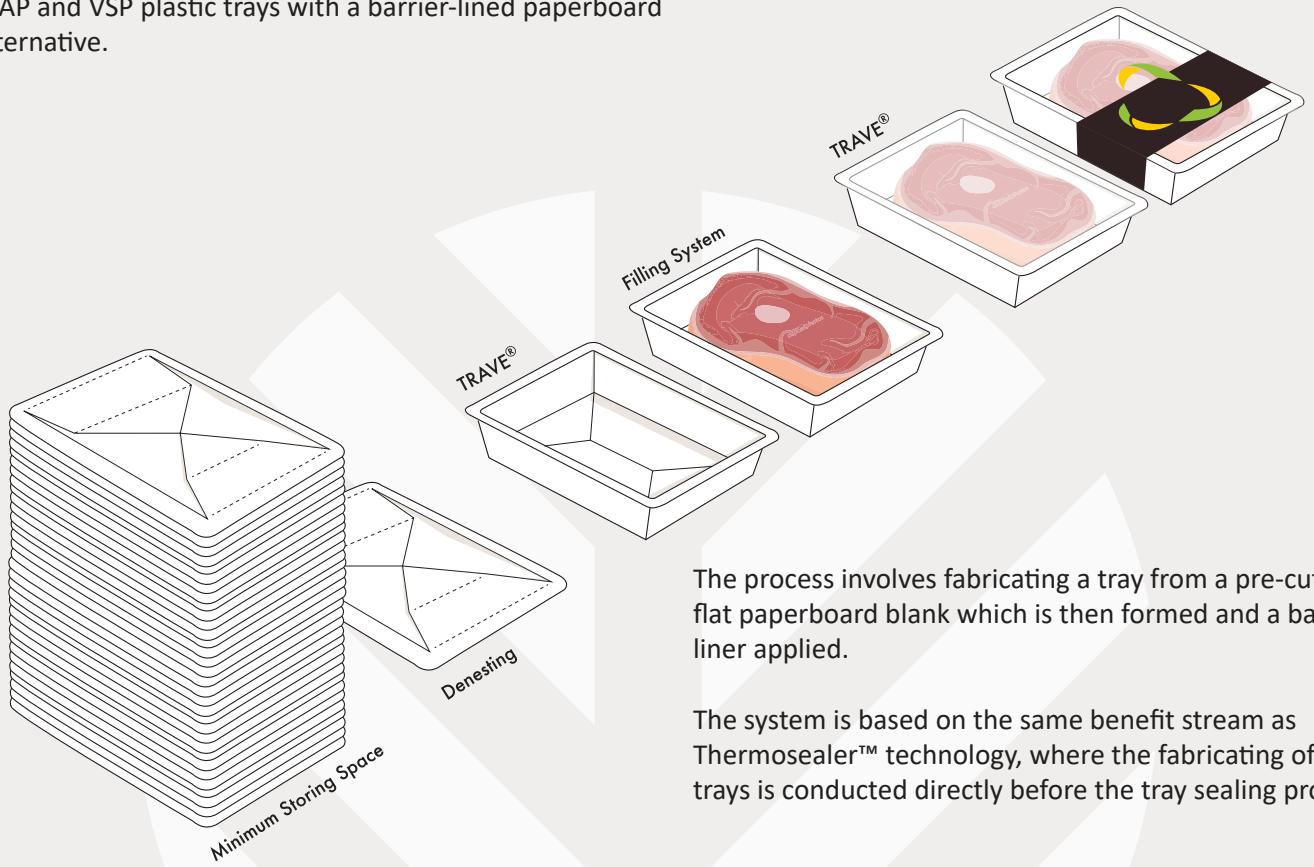 AP and VSP plastic trays with a barrier-lined paperboard
ternative.
TRAVE®
Filling System
TRAVE®
Denesting
Minimum Storing Space
The process involves fabricating a tray from a pre-cut
flat paperboard blank which is then formed and a ba
liner applied.
The system is based on the same benefit stream as
Thermosealer™ technology, where the fabricating of
trays is conducted directly before the tray sealing pro